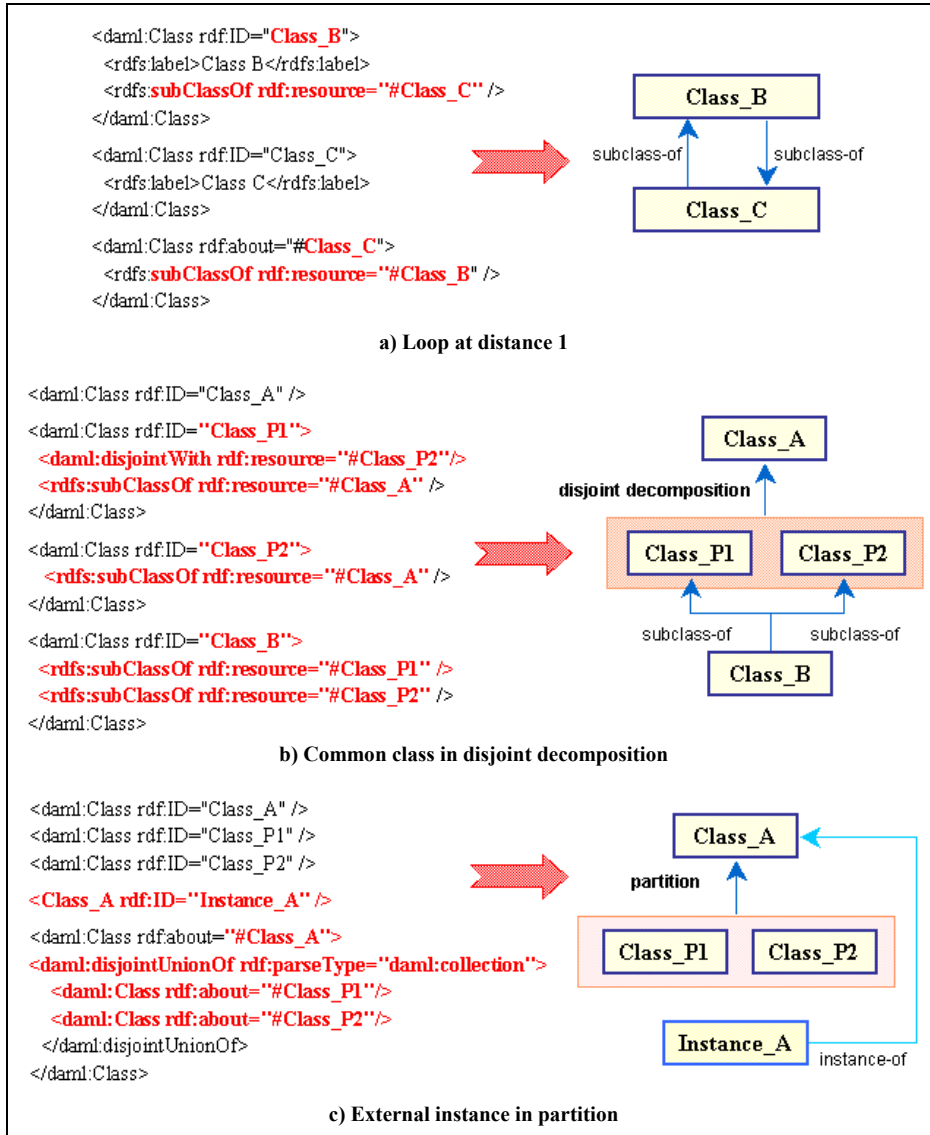 <daml:Class rdf:ID="Class_B">
<rdfs:label>Class B</rdfs:label>
<rdfs:subClassOf rdf:resource="#Class_C" />
</daml:Class>
<daml:Class rdf:ID="Class_C">
<rdfs:label>Class C</rdfs:label>
</daml:Class>
<daml:Class rdf:about="#Class_C">
<rdfs:subClassOf rdf:resource="#Class_B" />
</daml:Class>
Class_B
subclass-of
subclass-of
Class_C
a) Loop at distance 1
<daml:Class rdf:ID="Class_A" />
<daml:Class rdf:ID="Class_P1">
<daml:disjointWith rdf:resource="#Class_P2"/>
<rdfs:subClassOf rdf:resource="#Class_A" />
</daml:Class>
<daml:Class rdf:ID="Class_P2">
<rdfs:subClassOf rdf:resource="#Class_A" />
</daml:Class>
<daml:Class rdf:ID="Class_B">
<rdfs:subClassOf rdf:resource="#Class_P1" />
<rdfs:subClassOf rdf:resource="#Class_P2" />
</daml:Class>
Class_A
disjoint decomposition
Class_P1
Class_P2
subclass-of
subclass-of
Class_B
b) Common class in disjoint decomposition
<daml:Class rdf:ID="Class_A" />
<daml:Class rdf:ID="Class_P1" />
<daml:Class rdf:ID="Class_P2" />
<Class_A rdf:ID="Instance_A" />
<daml:Class rdf:about="#Class_A">
<daml:disjointUnionOf rdf:parseType="daml:collection">
<daml:Class rdf:about="#Class_P1"/>
<daml:Class rdf:about="#Class_P2"/>
</daml:disjointUnionOf>
</daml:Class>
Class_A
partition
Class_P1
Class_P2
Instance_A
instance-of
c) External instance in partition